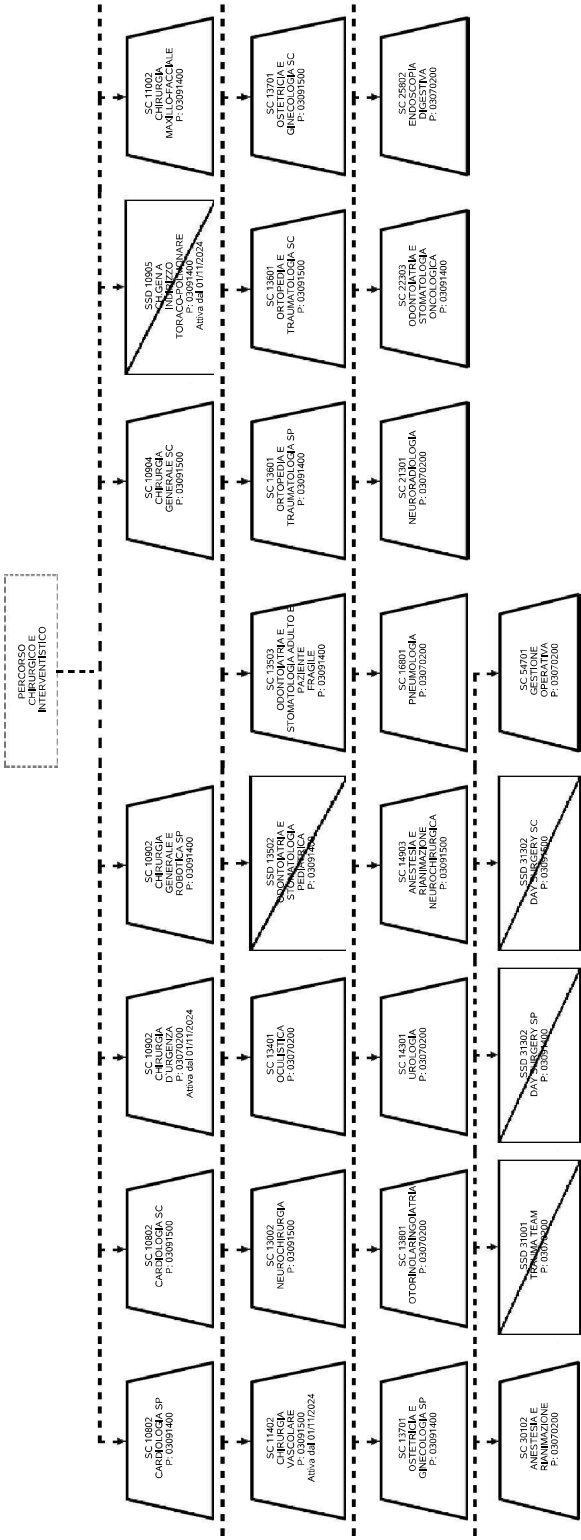 PERCORSO
CHIRURGICO E
INTERVENTISTICO
SC 10802
CARDIOLOGIA SP
P: 03091400
SC 10802
CARDIOLOGIA SC
P: 03091500
SC 10902
CHIRURGIA
D'URGENZA
P: 03070200
Attiva dal 01/11/2024
SC 10902
CHIRURGIA
GENERALE E
ROBOTICA SP
P: 03091400
SC 10904
CHIRURGIA
GENERALE SC
P: 03091500
SSD 10905
CH.GEN A
INDIRIZZO
TORACO-POLMONARE
P: 03091400
Attiva dal 01/11/2024
SC 11002
CHIRURGIA
MAXILLO-FACCIALE
P: 03091400
SC 11402
CHIRURGIA
VASCOLARE
P: 03091500
Attiva dal 01/11/2024
SC 13002
NEUROCHIRURGIA
P: 03091500
SC 13401
OCULISTICA
P: 03070200
SSD 13502
ODONTOIATRIA E
STOMATOLOGIA
PEDIATRICA
P: 03091400
SC 13503
ODONTOIATRIA E
STOMATOLOGIA ADULTO E
PAZIENTE
FRAGILE
P: 03091400
SC 13601
ORTOPEDIA E
TRAUMATOLOGIA SP
P: 03091400
SC 13601
ORTOPEDIA E
TRAUMATOLOGIA SC
P: 03091500
SC 13701
OSTETRICIA E
GINECOLOGIA SC
P: 03091500
SC 13701
OSTETRICIA E
GINECOLOGIA SP
P: 03091400
SC 13801
OTORINOLARINGOIATRIA
P: 03070200
SC 14301
UROLOGIA
P: 03070200
SC 14903
ANESTESIA E
RIANIMAZIONE
NEUROCHIRURGICA
P: 03091500
SC 16801
PNEUMOLOGIA
P: 03070200
SC 21301
NEURORADIOLOGIA
P: 03070200
SC 22303
ODONTOIATRIA E
STOMATOLOGIA
ONCOLOGICA
P: 03091400
SC 25802
ENDOSCOPIA
DIGESTIVA
P: 03070200
SC 30102
ANESTESIA E
RIANIMAZIONE
P: 03070200
SSD 31001
TRAUMA TEAM
P: 03070200
SSD 31302
DAY SURGERY SP
P: 03091400
SSD 31302
DAY SURGERY SC
P: 03091500
SC 54701
GESTIONE
OPERATIVA
P: 03070200